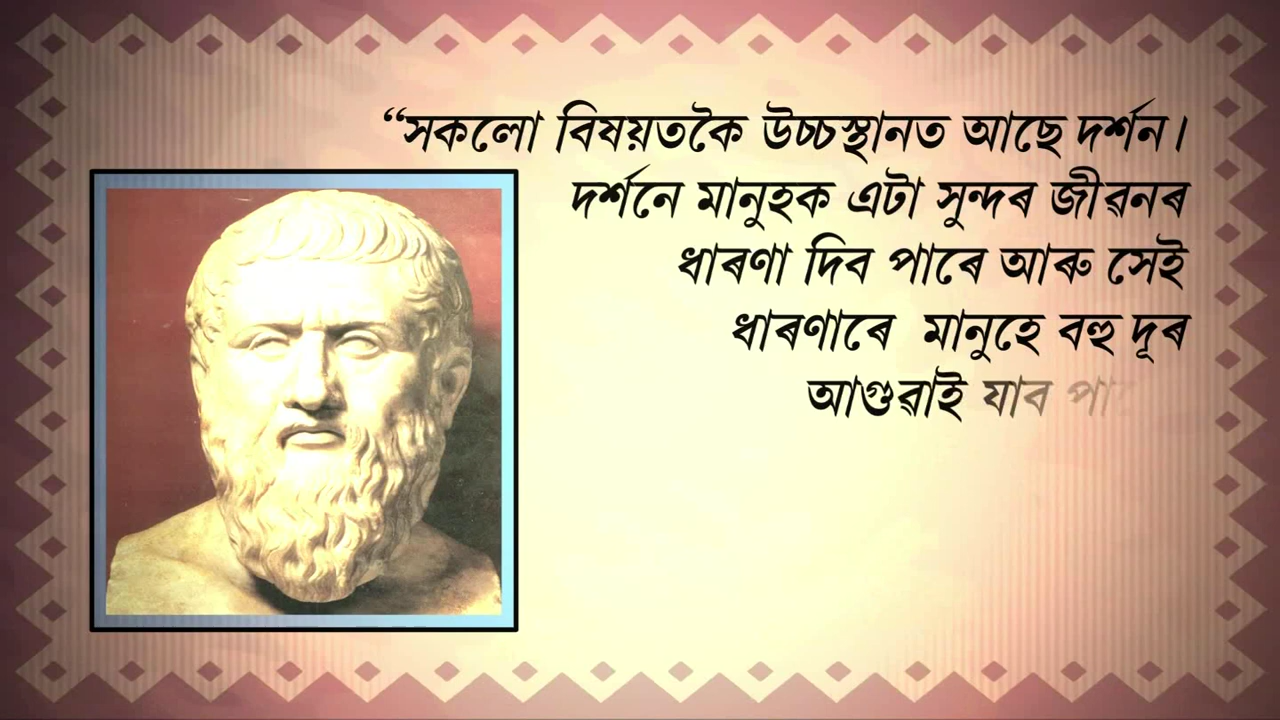 “সকলো বিষয়তকৈ উচ্চস্থানত আছে দৰ্শন।
দৰ্শনে মানুহক এটা সুন্দৰ জীৱনৰ
ধাৰণা দিব পাৰে আৰু সেই
ধাৰণাৰে মানুহে বহু দূৰ
আগুৱাই যাব